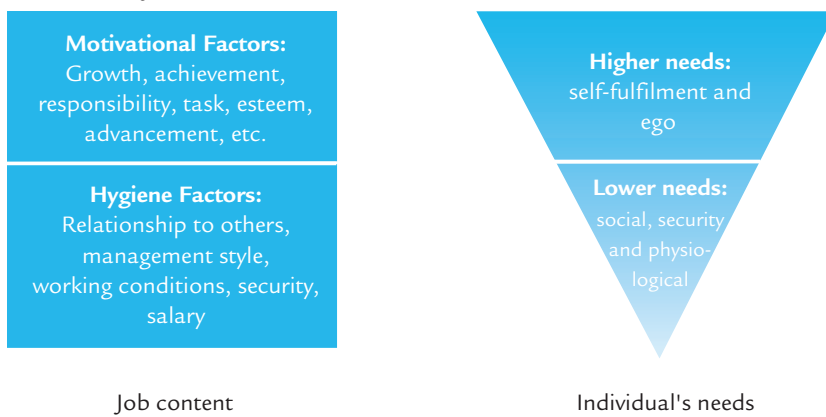 Motivational Factors:
Growth, achievement,
responsibility, task, esteem,
advancement, etc.
Hygiene Factors:
Relationship to others,
management style,
working conditions, security,
salary
Job content
Higher needs:
self-fulfilment and
ego
Lower needs:
social, security
and physio-
logical
Individual's needs